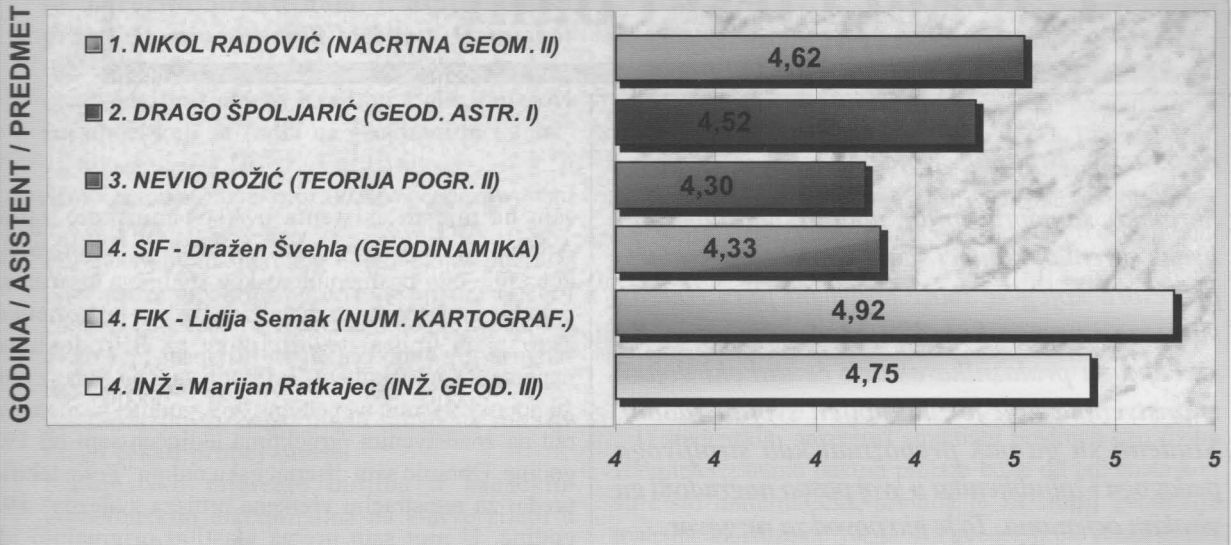 GODINA / ASISTENT / PREDMET
1. NIKOL RADOVIĆ (NACRTNA GEOM. II)
4,62
2. DRAGO ŠPOLJARIĆ (GEOD. ASTR. I)
4,52
3. NEVIO ROŽIĆ (TEORIJA POGR. II)
4,30
4. SIF - Dražen Švehla (GEODINAMIKA)
4,33
4. FIK - Lidija Semak (NUM. KARTOGRAF.)
4,92
4. INŽ - Marijan Ratkajec (INŽ. GEOD. III)
4,75
4 4 4 4 5 5 5